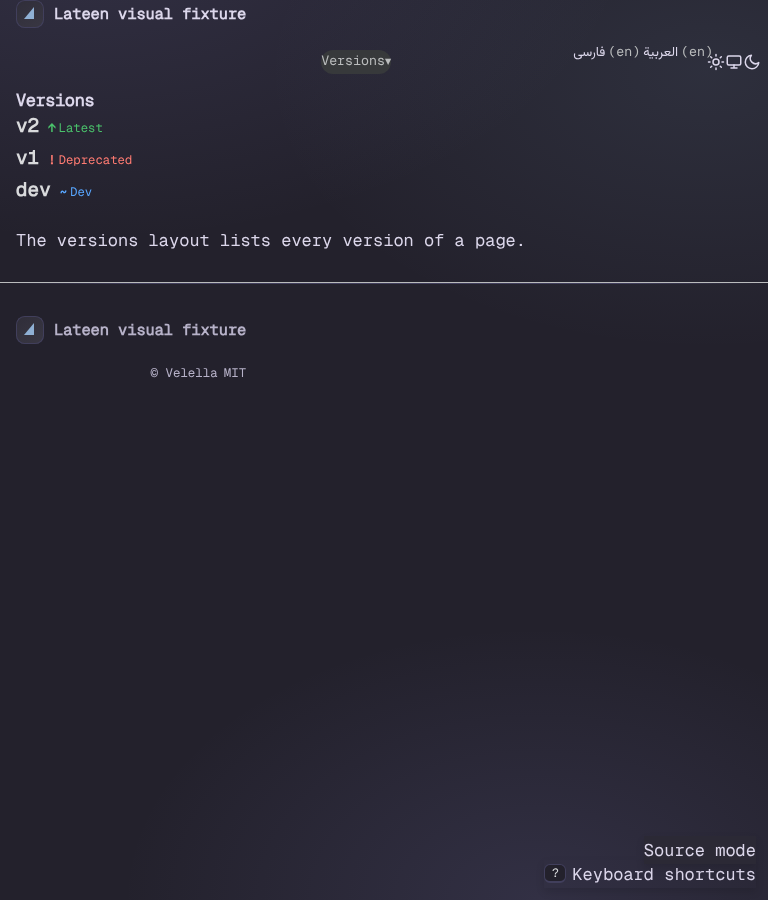 Lateen visual fixture
Versions▾
فارسی (en) العربية (en)
Versions
v2 ↑Latest
v1 !Deprecated
dev ~Dev
The versions layout lists every version of a page.
Lateen visual fixture
© Velella MIT
Source mode
? Keyboard shortcuts